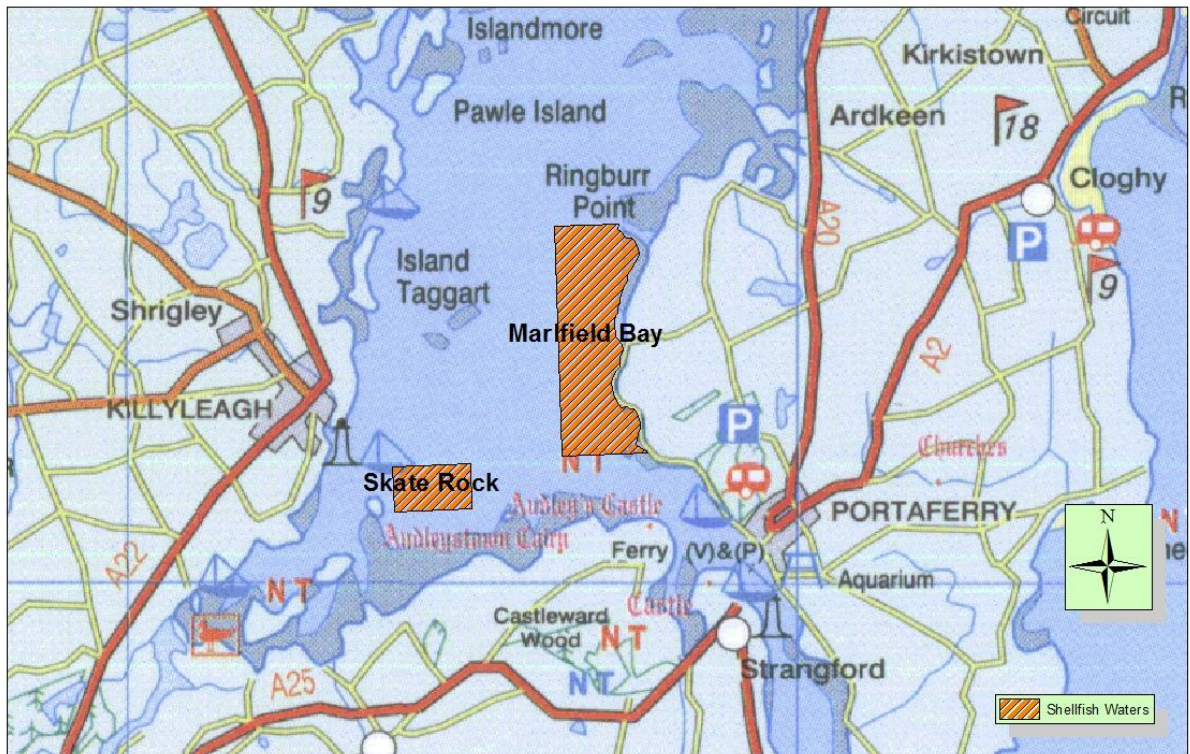 Islandmore
Circuit
Kirkistown
Pawle Island
Ardkeen
18
Ringburr
Point
9
Cloghy
P
A20
Island
Taggart
9
Shrigley
Marlfield Bay
A2
KILLYLEAGH
P
Churches
NT
Skate Rock
Audley's Castle
PORTAFERRY
N
N
Audleystown Cairn
Ferry
(V)&(P)
A22
Aquarium
NT
Castleward
Wood
Castle
NT
Strangford
NT
A25
Shellfish Waters